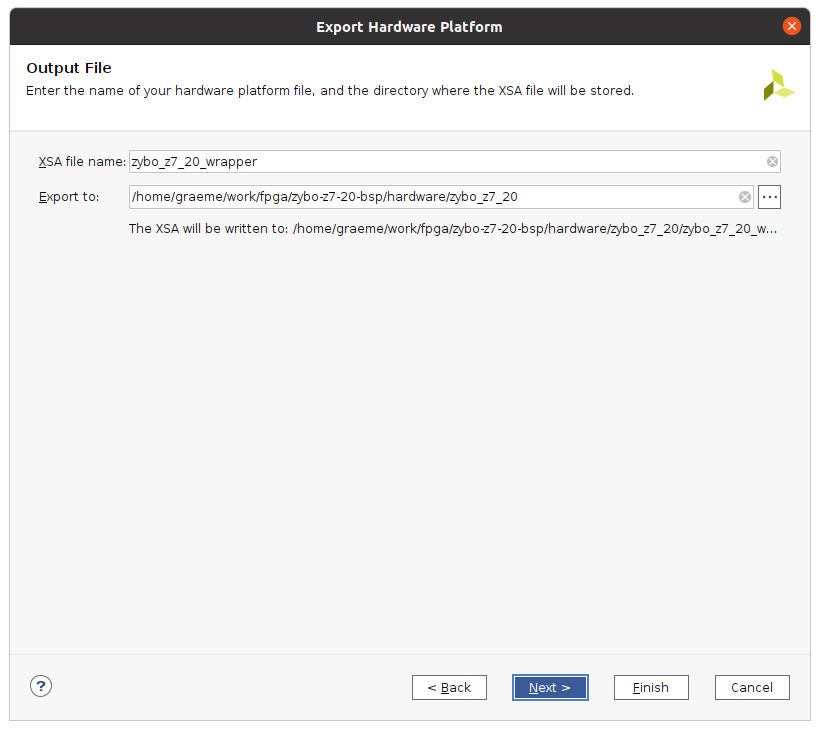 Export Hardware Platform
Output File
Enter the name of your hardware platform file, and the directory where the XSA file will be stored.
XSA file name: zybo_z7_20_wrapper
Export to: /home/graeme/work/fpga/zybo-z7-20-bsp/hardware/zybo_z7_20 ...
The XSA will be written to: /home/graeme/work/fpga/zybo-z7-20-bsp/hardware/zybo_z7_20/zybo_z7_20_w...
? < Back Next > Finish Cancel